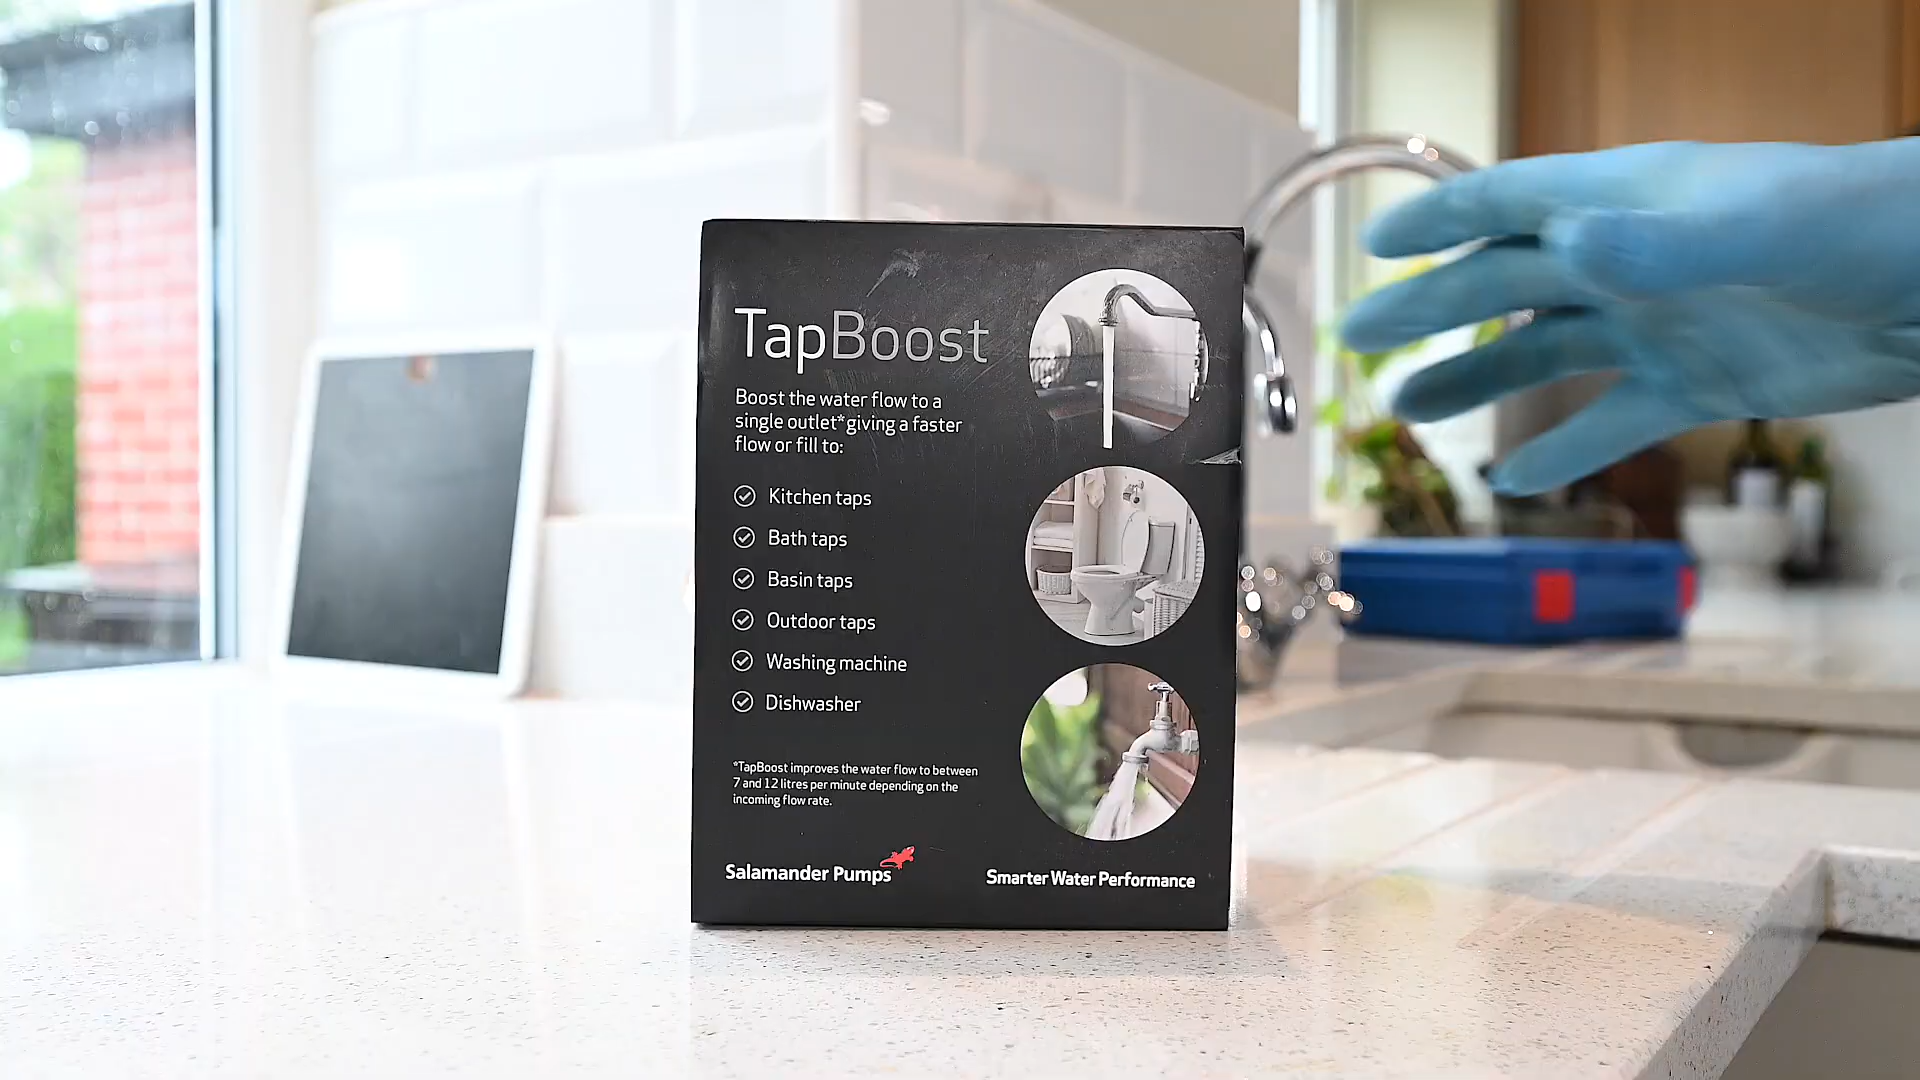 TapBoost
Boost the water flow to a
single outlet* giving a faster
flow or fill to:
Kitchen taps
Bath taps
Basin taps
Outdoor taps
Washing machine
Dishwasher
*TapBoost improves the water flow to between
7 and 12 litres per minute depending on the
incoming flow rate.
Salamander Pumps
Smarter Water Performance